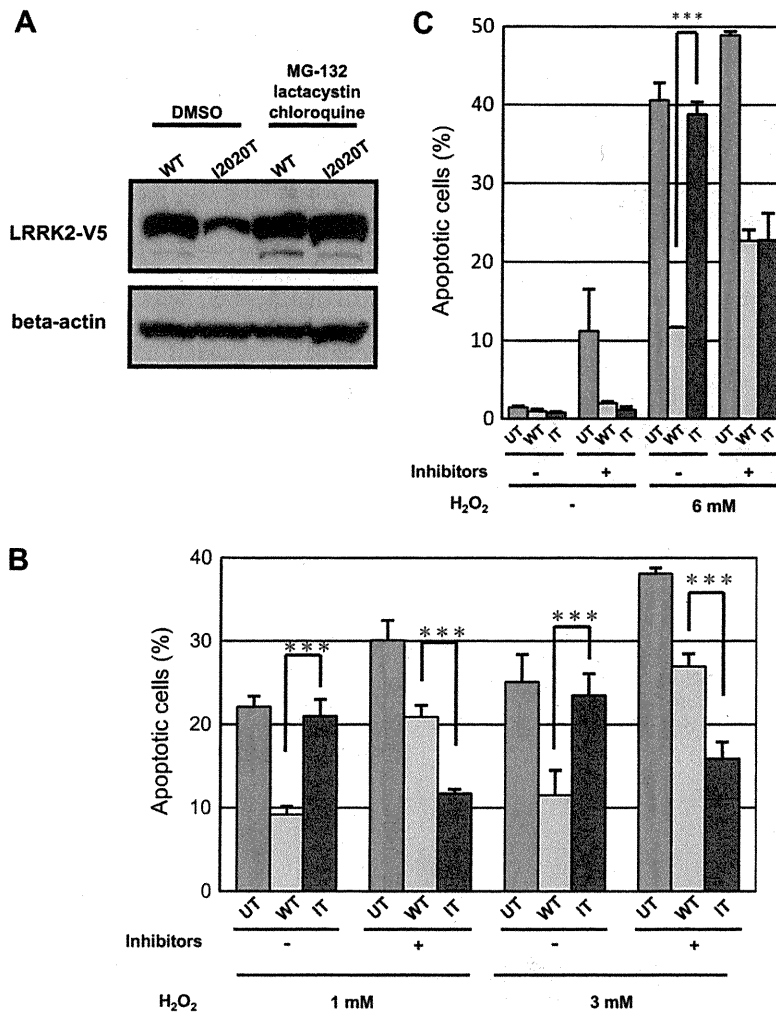 A
MG-132
lactacystin
chloroquine
DMSO
WT
I2020T
WT
I2020T
LRRK2-V5
beta-actin
C
50
40
30
20
10
0
Apoptotic cells (%)
***
UT WT IT UT WT IT UT WT IT UT WT IT
Inhibitors - + - +
H₂O₂ - 6 mM
B
40
30
20
10
0
Apoptotic cells (%)
*** *** *** ***
UT WT IT UT WT IT UT WT IT UT WT IT
Inhibitors - + - +
H₂O₂ 1 mM 3 mM